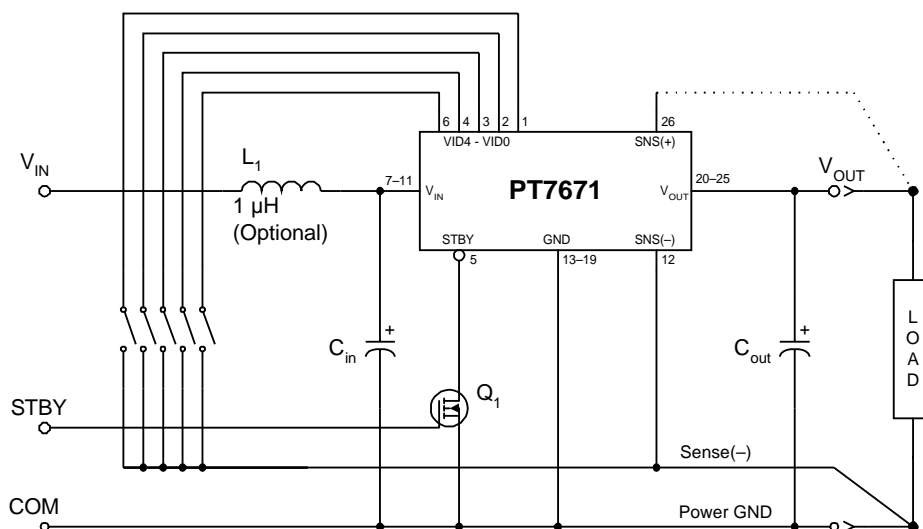 6 4 3 2 1
VID4 - VID0
26
SNS(+)
V_IN
L_1
1 µH
(Optional)
7–11
V_IN
PT7671
V_OUT
20–25
V_OUT
STBY
5
GND
13–19
SNS(–)
12
C_in
+
C_out
+
LOAD
STBY
Q_1
Sense(–)
COM
Power GND